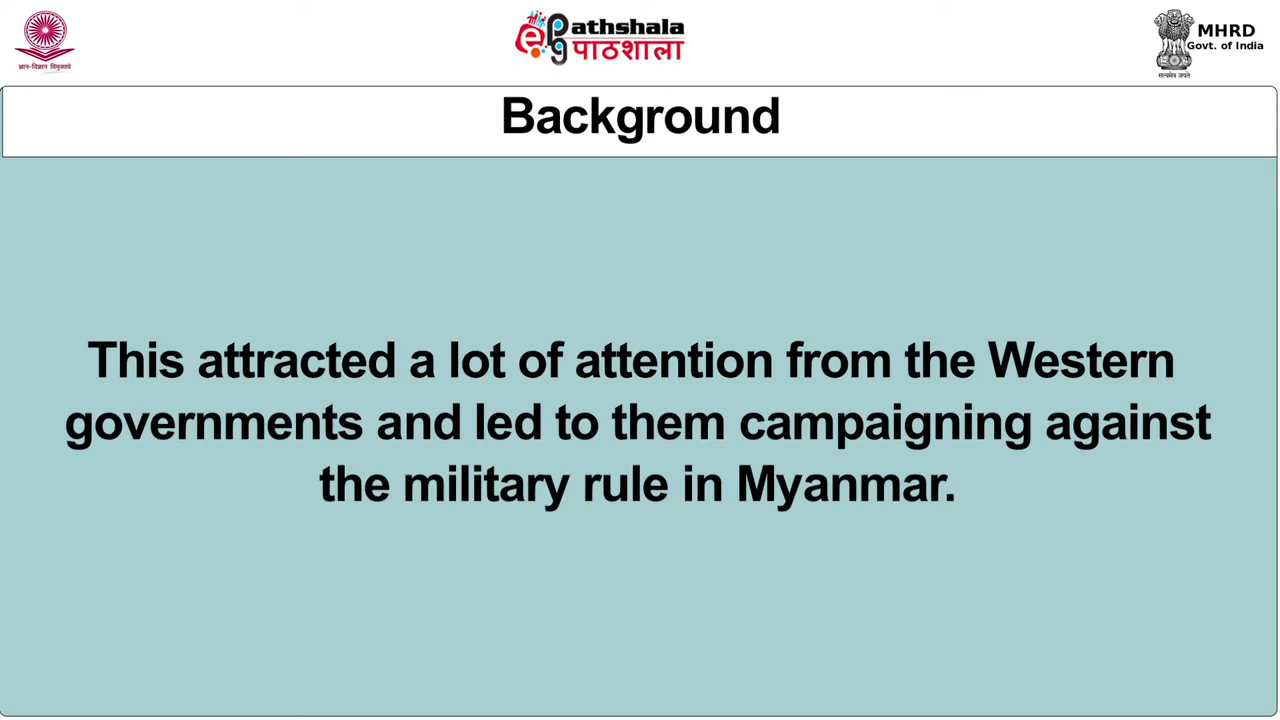 ज्ञान-विज्ञान विमुक्तये
ePG Pathshala
पाठशाला
MHRD
Govt. of India
सत्यमेव जयते
Background
This attracted a lot of attention from the Western
governments and led to them campaigning against
the military rule in Myanmar.